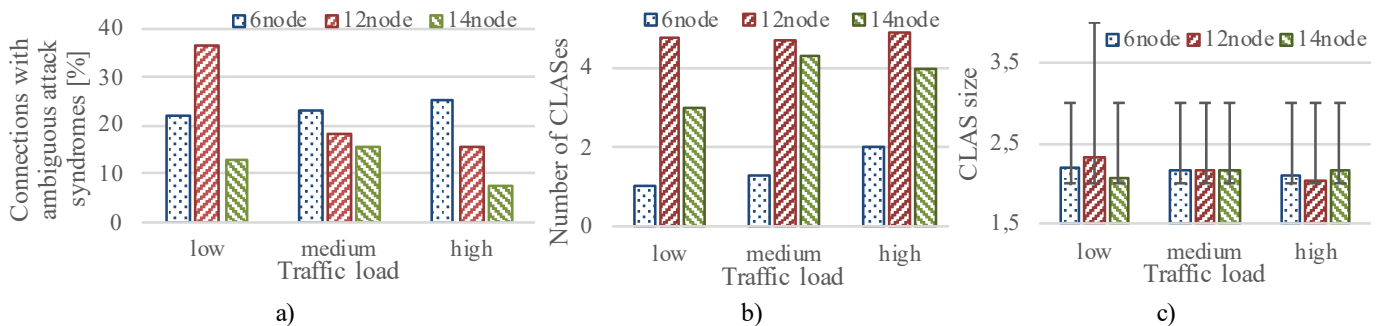 Connections with
ambiguous attack
syndromes [%]
6node 12node 14node
40
30
20
10
0
low medium high
Traffic load
a)
Number of CLASes
6node 12node 14node
4
2
0
low medium high
Traffic load
b)
CLAS size
6node 12node 14node
3,5
2,5
1,5
low medium high
Traffic load
c)